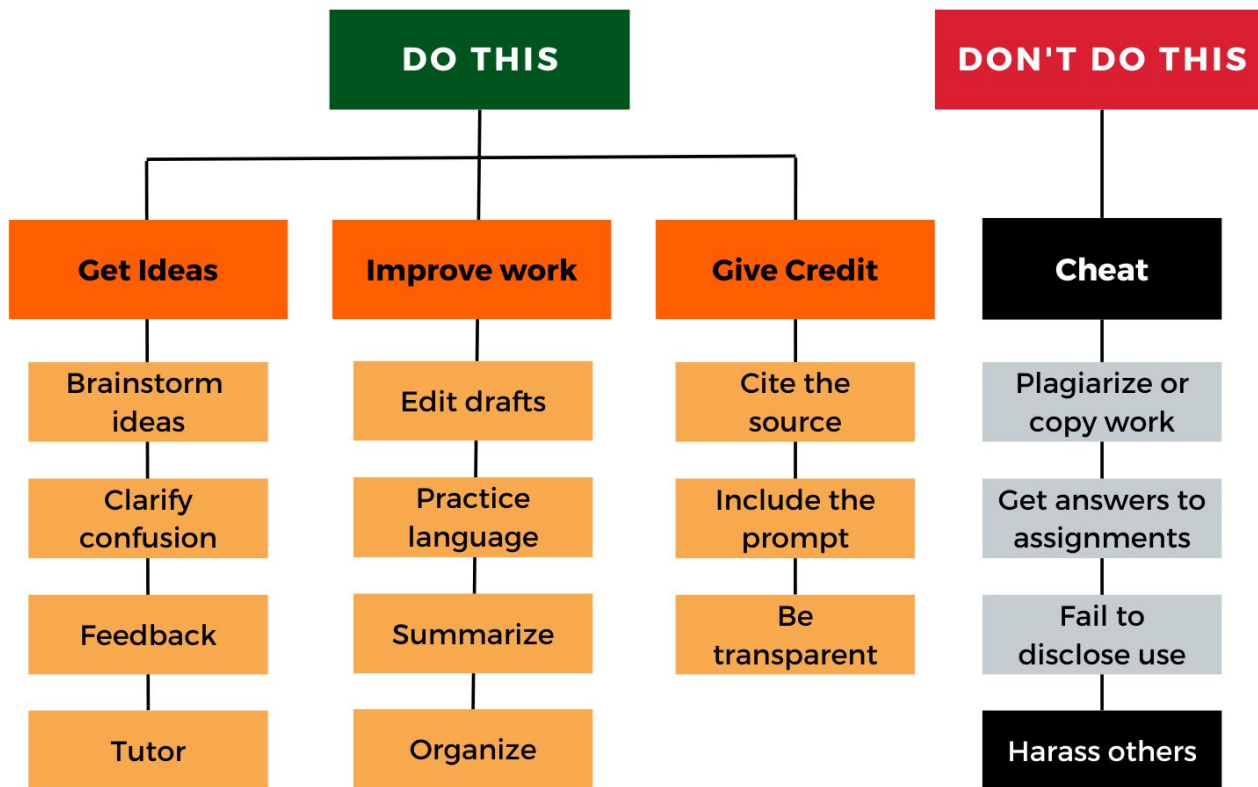 DO THIS
DON'T DO THIS
Get Ideas
Improve work
Give Credit
Cheat
Brainstorm
ideas
Clarify
confusion
Feedback
Tutor
Edit drafts
Practice
language
Summarize
Organize
Cite the
source
Include the
prompt
Be
transparent
Plagiarize or
copy work
Get answers to
assignments
Fail to
disclose use
Harass others